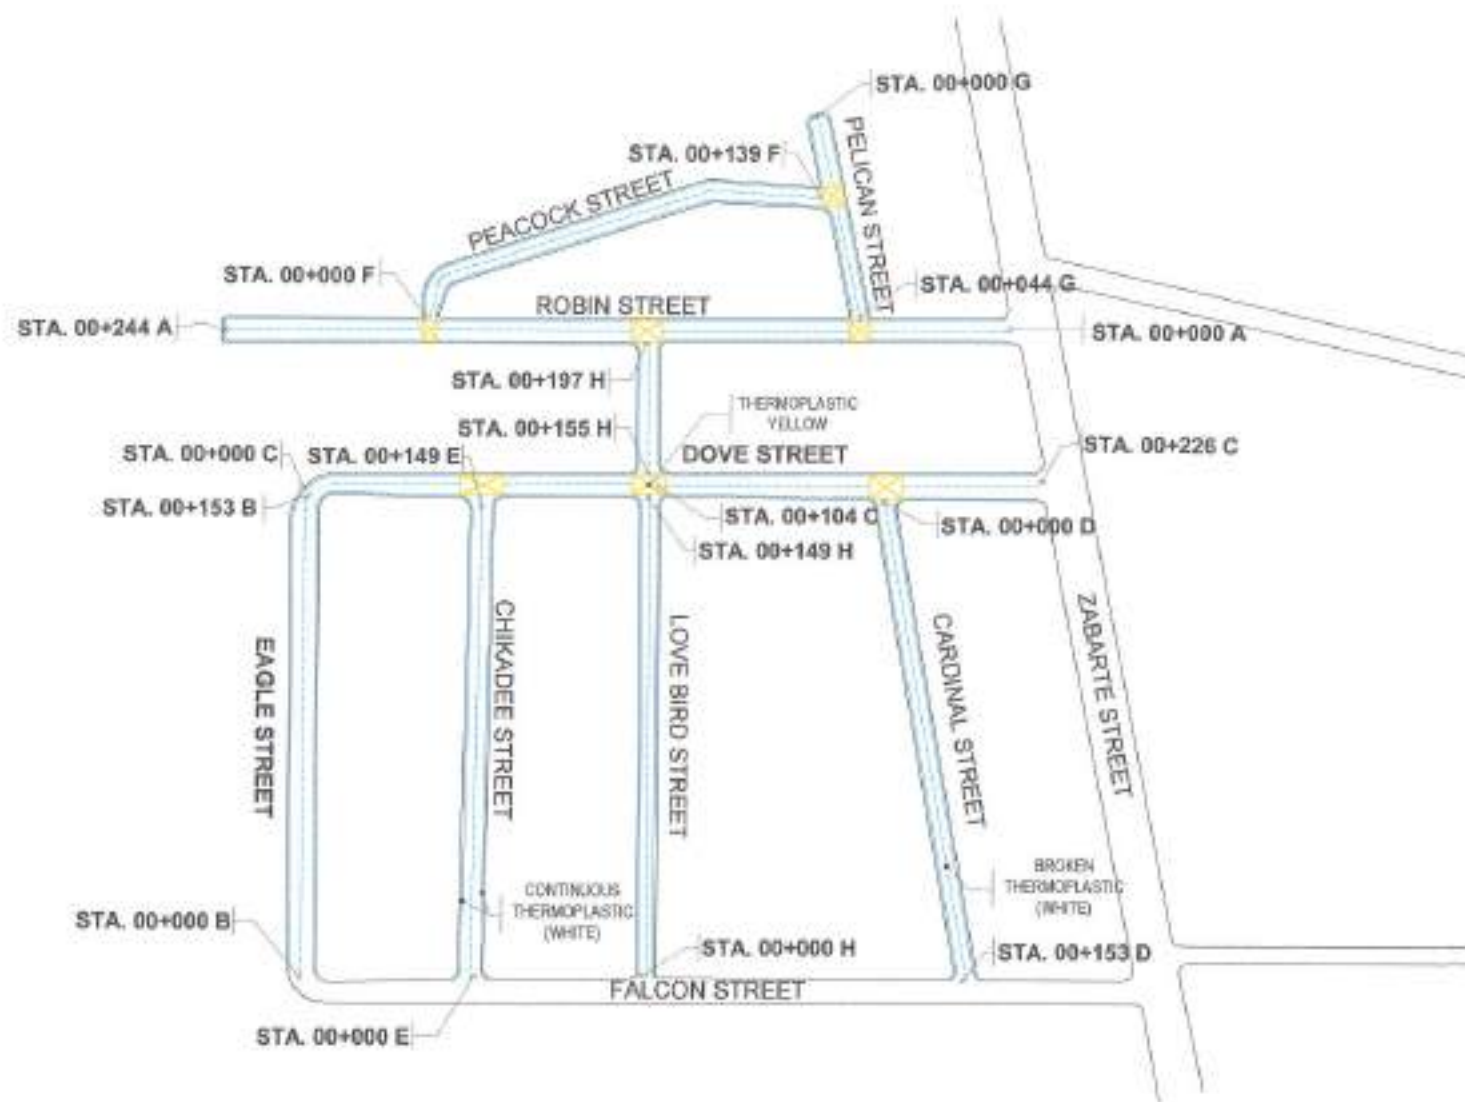 STA. 00+000 G
PELICAN STREET
STA. 00+139 F
PEACOCK STREET
STA. 00+000 F
STA. 00+044 G
ROBIN STREET
STA. 00+244 A
STA. 00+000 A
STA. 00+197 H
THERMOPLASTIC
YELLOW
STA. 00+155 H
DOVE STREET
STA. 00+226 C
STA. 00+000 C
STA. 00+149 E
STA. 00+153 B
STA. 00+104 C
STA. 00+000 D
STA. 00+149 H
EAGLE STREET
CHIKADEE STREET
LOVE BIRD STREET
CARDINAL STREET
ZABARTE STREET
BROKEN
THERMOPLASTIC
(WHITE)
CONTINUOUS
THERMOPLASTIC
(WHITE)
STA. 00+000 B
STA. 00+000 H
STA. 00+153 D
FALCON STREET
STA. 00+000 E